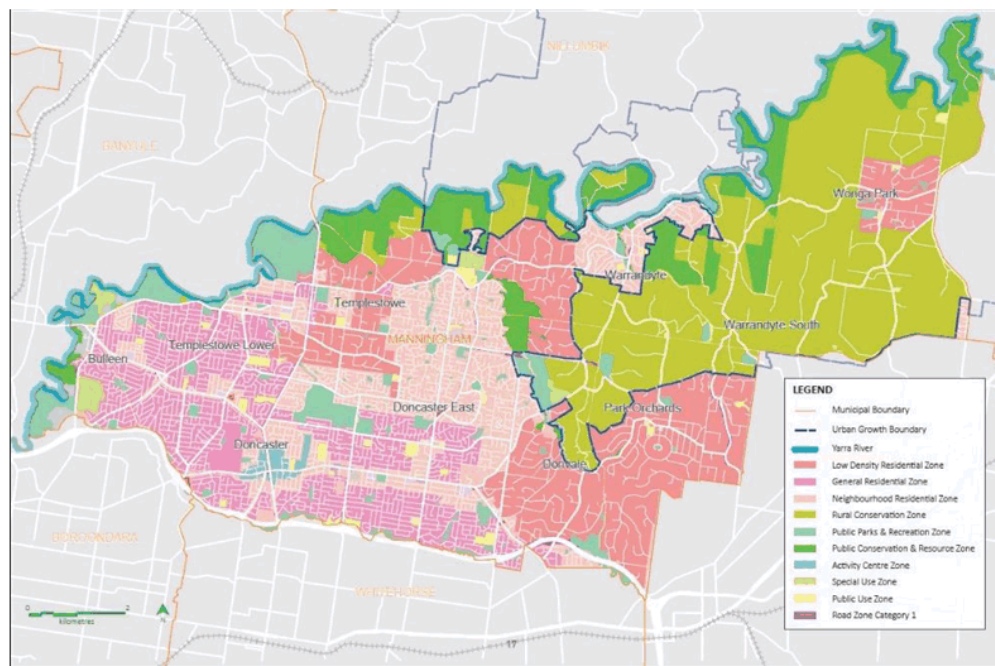 NILLUMBIK
BANYULE
Wonga Park
Warrandyte
Templestowe
Warrandyte South
MANNINGHAM
Templestowe Lower
Bulleen
Doncaster East
Park Orchards
Doncaster
Donvale
BOROONDARA
WHITEHORSE
LEGEND
Municipal Boundary
Urban Growth Boundary
Yarra River
Low Density Residential Zone
General Residential Zone
Neighbourhood Residential Zone
Rural Conservation Zone
Public Parks & Recreation Zone
Public Conservation & Resource Zone
Activity Centre Zone
Special Use Zone
Public Use Zone
Road Zone Category 1
0 2
kilometres
N
17